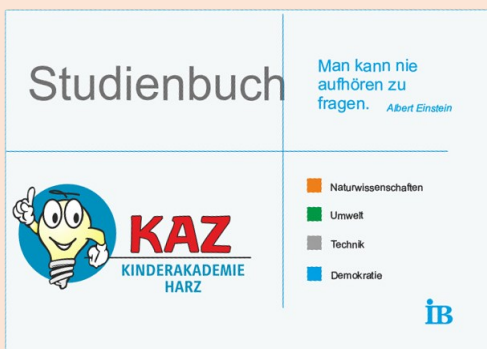 Studienbuch
Man kann nie
aufhören zu
fragen. Albert Einstein
KAZ
KINDERAKADEMIE
HARZ
Naturwissenschaften
Umwelt
Technik
Demokratie
iB